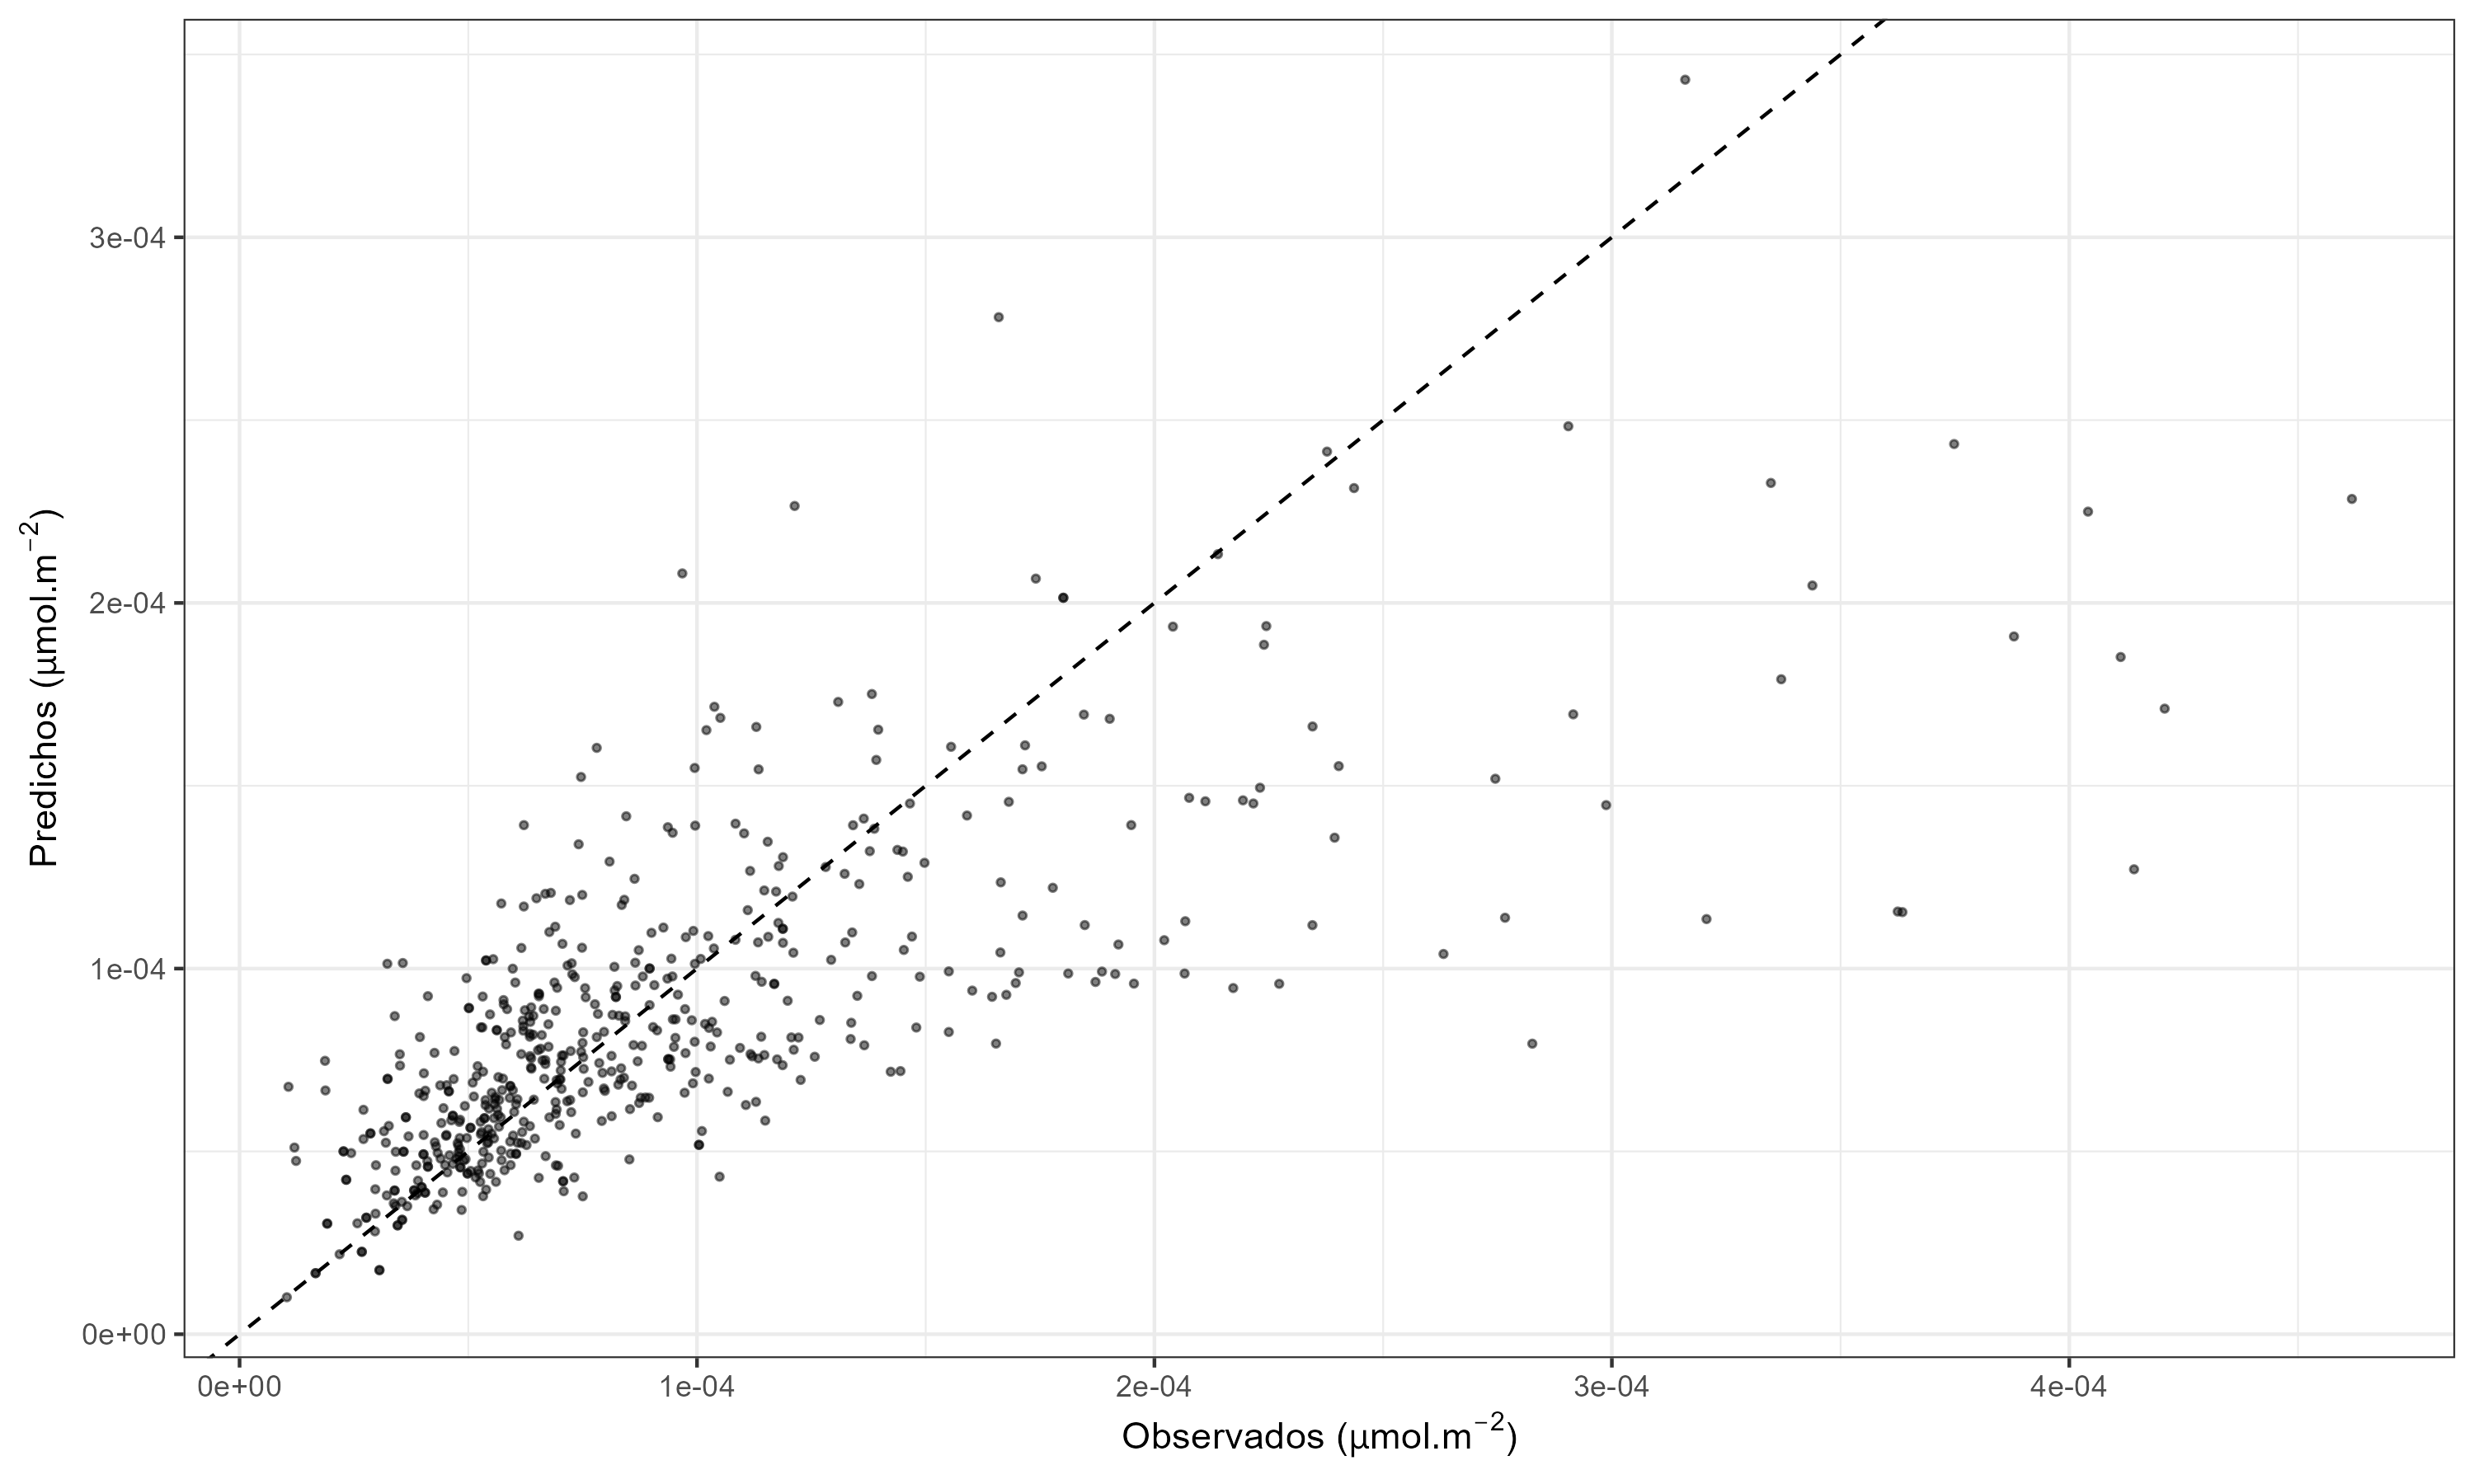 Predichos (µmol.m⁻²)
3e-04
2e-04
1e-04
0e+00
0e+00 1e-04 2e-04 3e-04 4e-04
Observados (µmol.m⁻²)